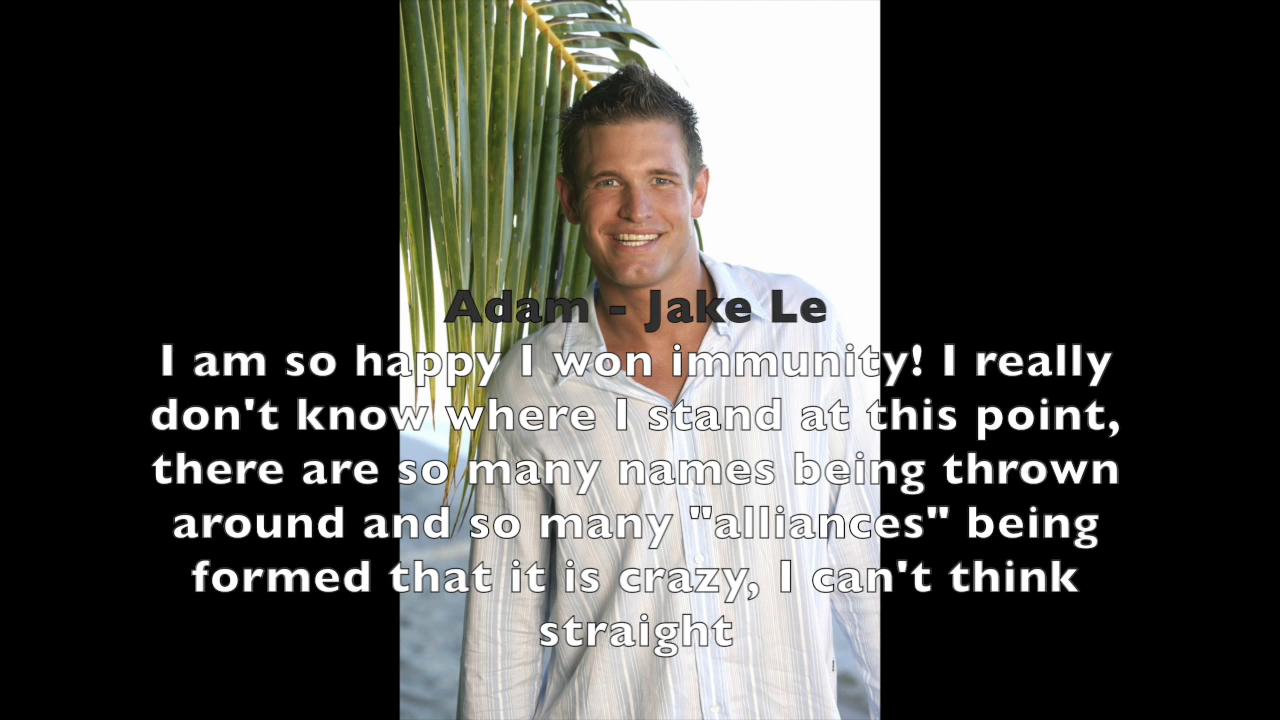 Adam - Jake Le
I am so happy I won immunity! I really
don't know where I stand at this point,
there are so many names being thrown
around and so many "alliances" being
formed that it is crazy, I can't think
straight